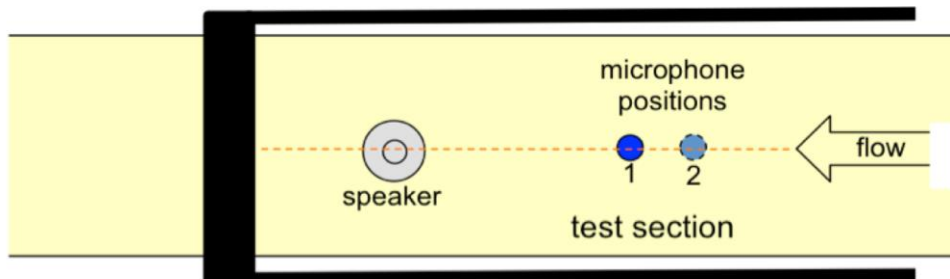 microphone
positions
flow
speaker
1
2
test section